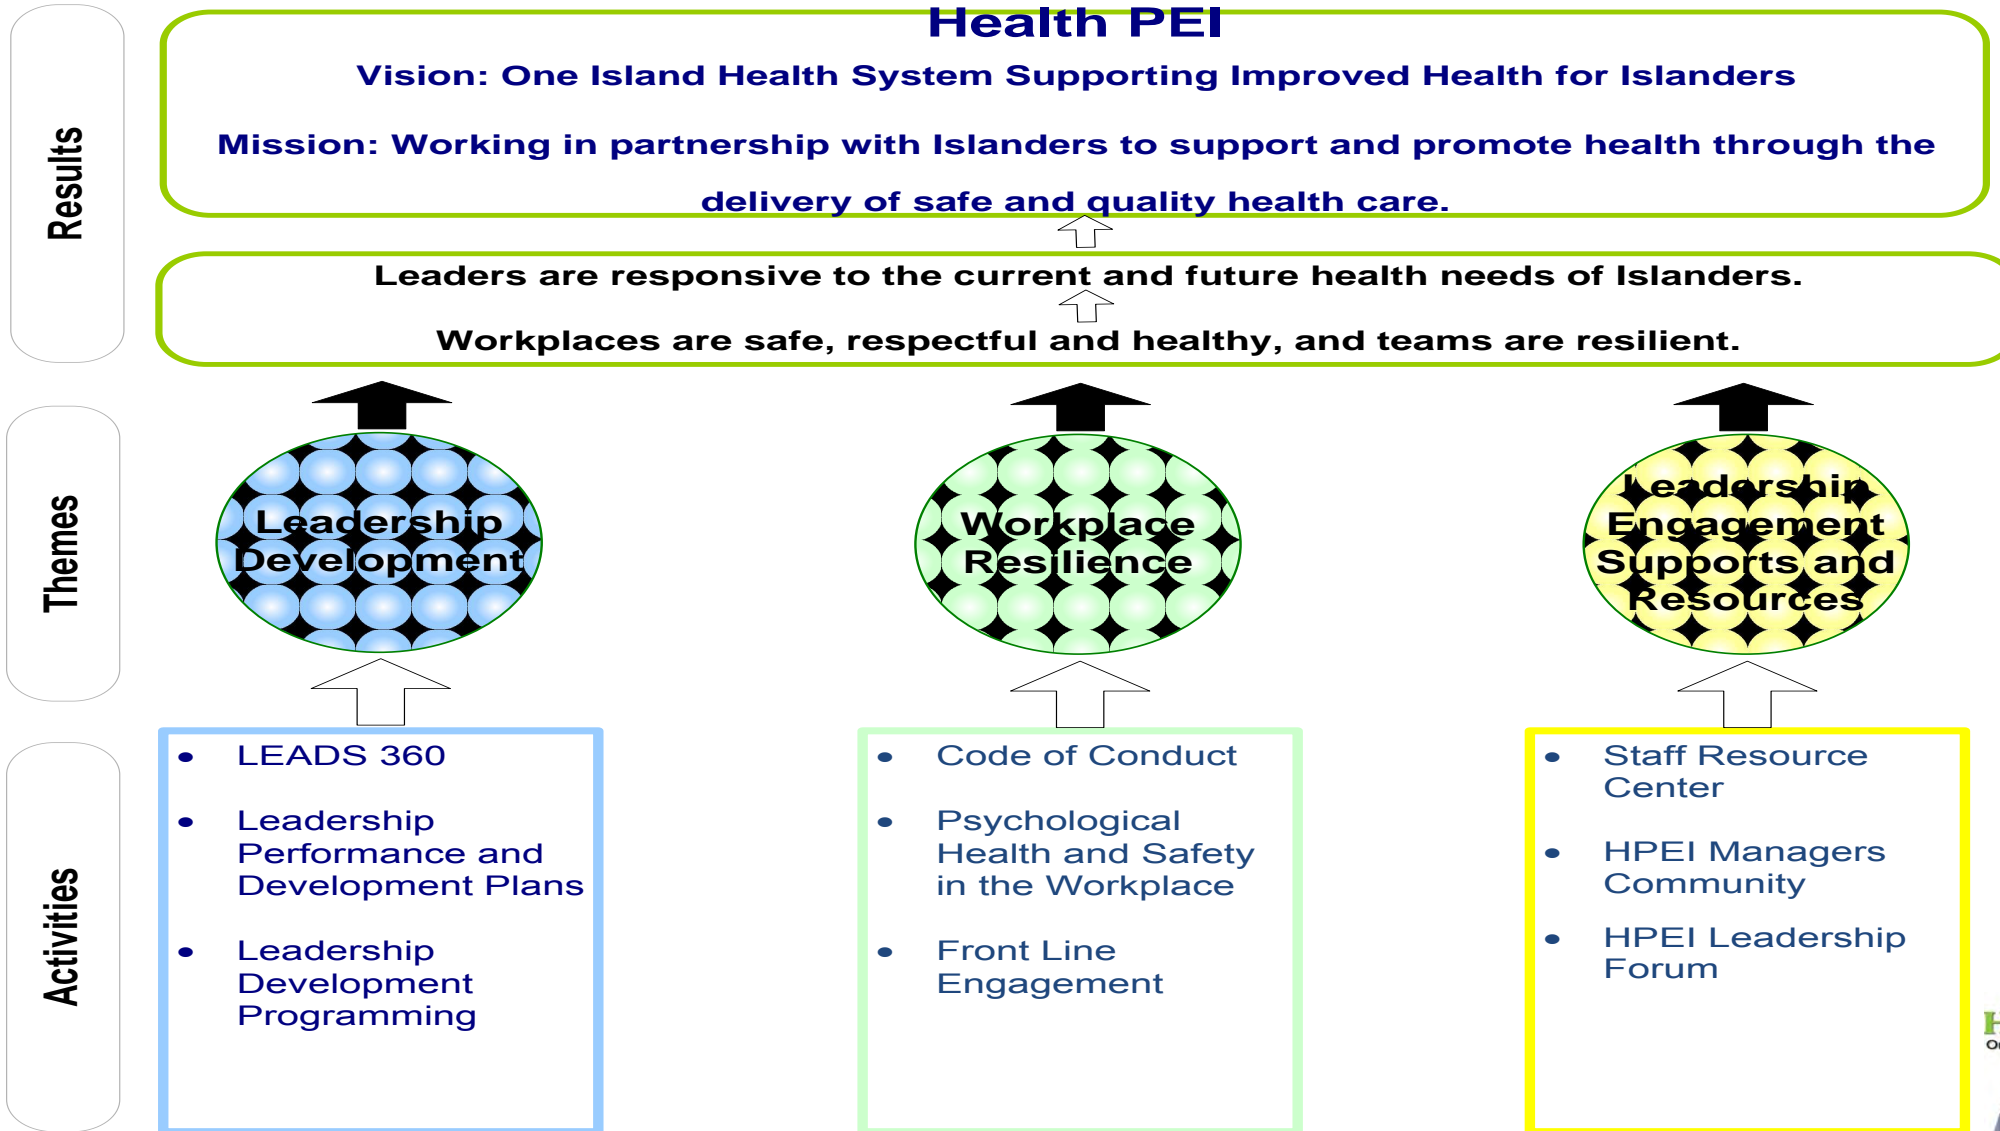 Health PEI
Vision: One Island Health System Supporting Improved Health for Islanders
Mission: Working in partnership with Islanders to support and promote health through the
delivery of safe and quality health care.
Results
Leaders are responsive to the current and future health needs of Islanders.
Workplaces are safe, respectful and healthy, and teams are resilient.
Themes
Leadership
Development
Workplace
Resilience
Leadership
Engagement
Supports and
Resources
Activities
• LEADS 360
• Leadership
Performance and
Development Plans
• Leadership
Development
Programming
• Code of Conduct
• Psychological
Health and Safety
in the Workplace
• Front Line
Engagement
• Staff Resource
Center
• HPEI Managers
Community
• HPEI Leadership
Forum